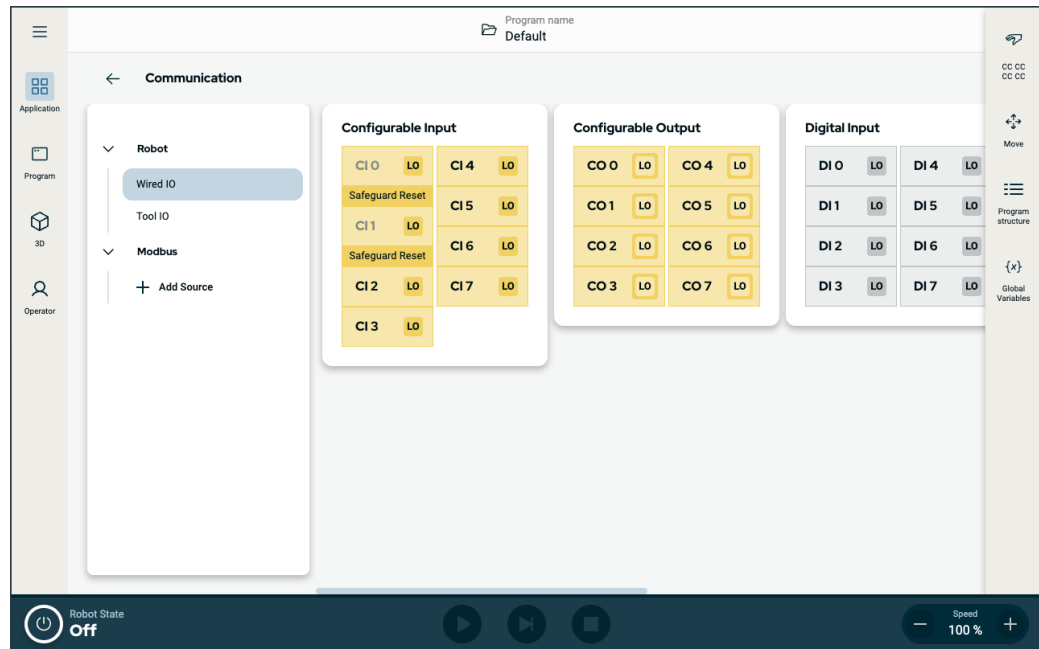 Program name
Default
Application
Program
3D
Operator
Communication
Robot
Wired IO
Tool IO
Modbus
Add Source
Configurable Input
CI 0 LO CI 4 LO
Safeguard Reset
CI 5 LO
CI 1 LO
CI 6 LO
Safeguard Reset
CI 2 LO CI 7 LO
CI 3 LO
Configurable Output
CO 0 LO CO 4 LO
CO 1 LO CO 5 LO
CO 2 LO CO 6 LO
CO 3 LO CO 7 LO
Digital Input
DI 0 LO DI 4 LO
DI 1 LO DI 5 LO
DI 2 LO DI 6 LO
DI 3 LO DI 7 LO
CC CC
CC CC
Move
Program
structure
{x}
Global
Variables
Robot State
Off
Speed
100 %